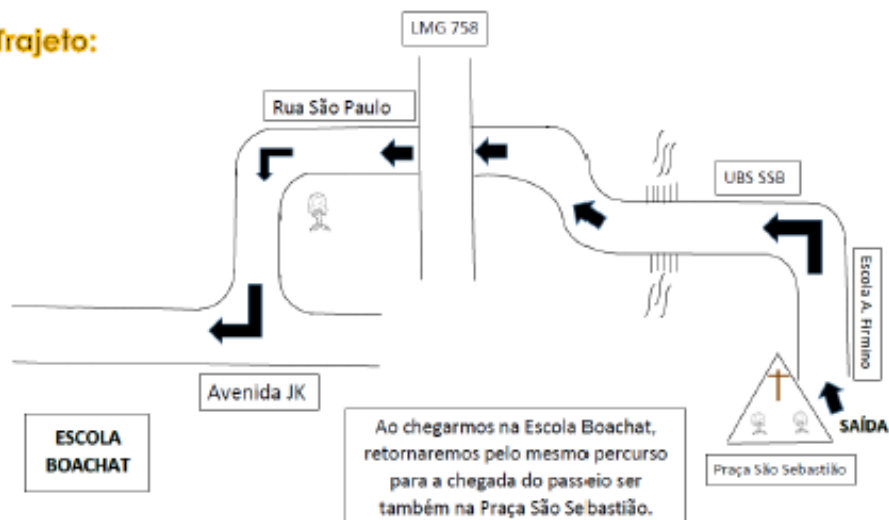 Trajeto:
LMG 758
Rua São Paulo
UBS SSB
Escola A. Firmino
Avenida JK
SAÍDA
ESCOLA
BOACHAT
Ao chegarmos na Escola Boachat,
retornaremos pelo mesmo percurso
para a chegada do passeio ser
também na Praça São Sebastião.
Praça São Sebastião